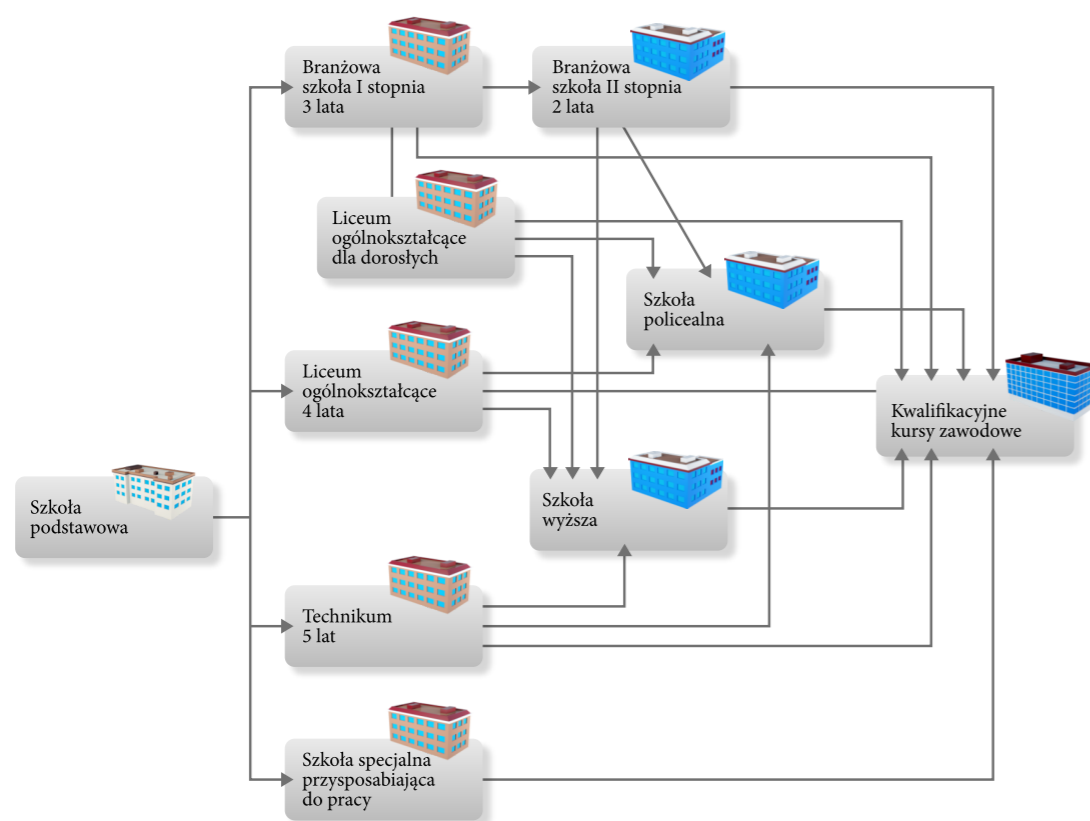 Branżowa
szkoła I stopnia
3 lata
Branżowa
szkoła II stopnia
2 lata
Liceum
ogólnokształcące
dla dorosłych
Szkoła
policealna
Liceum
ogólnokształcące
4 lata
Kwalifikacyjne
kursy zawodowe
Szkoła
podstawowa
Szkoła
wyższa
Technikum
5 lat
Szkoła specjalna
przysposabiająca
do pracy